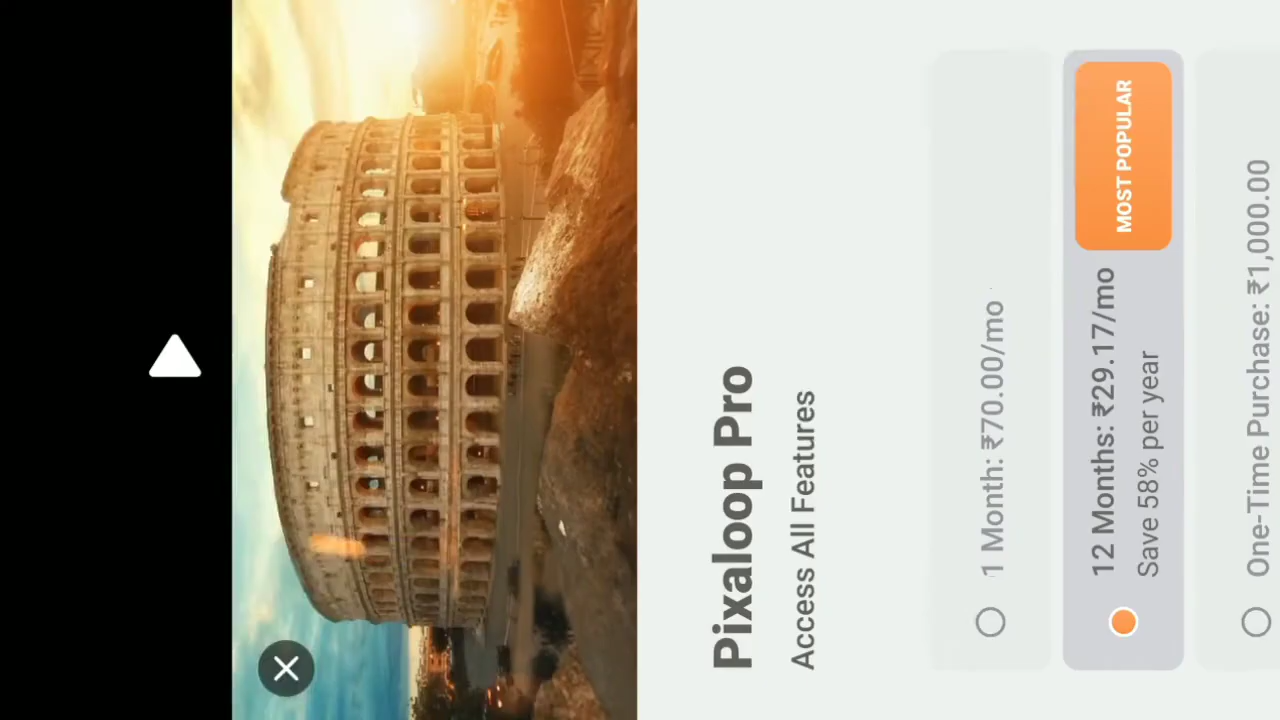 Pixaloop Pro
Access All Features
1 Month: ₹70.00/mo
12 Months: ₹29.17/mo
Save 58% per year
MOST POPULAR
One-Time Purchase: ₹1,000.00